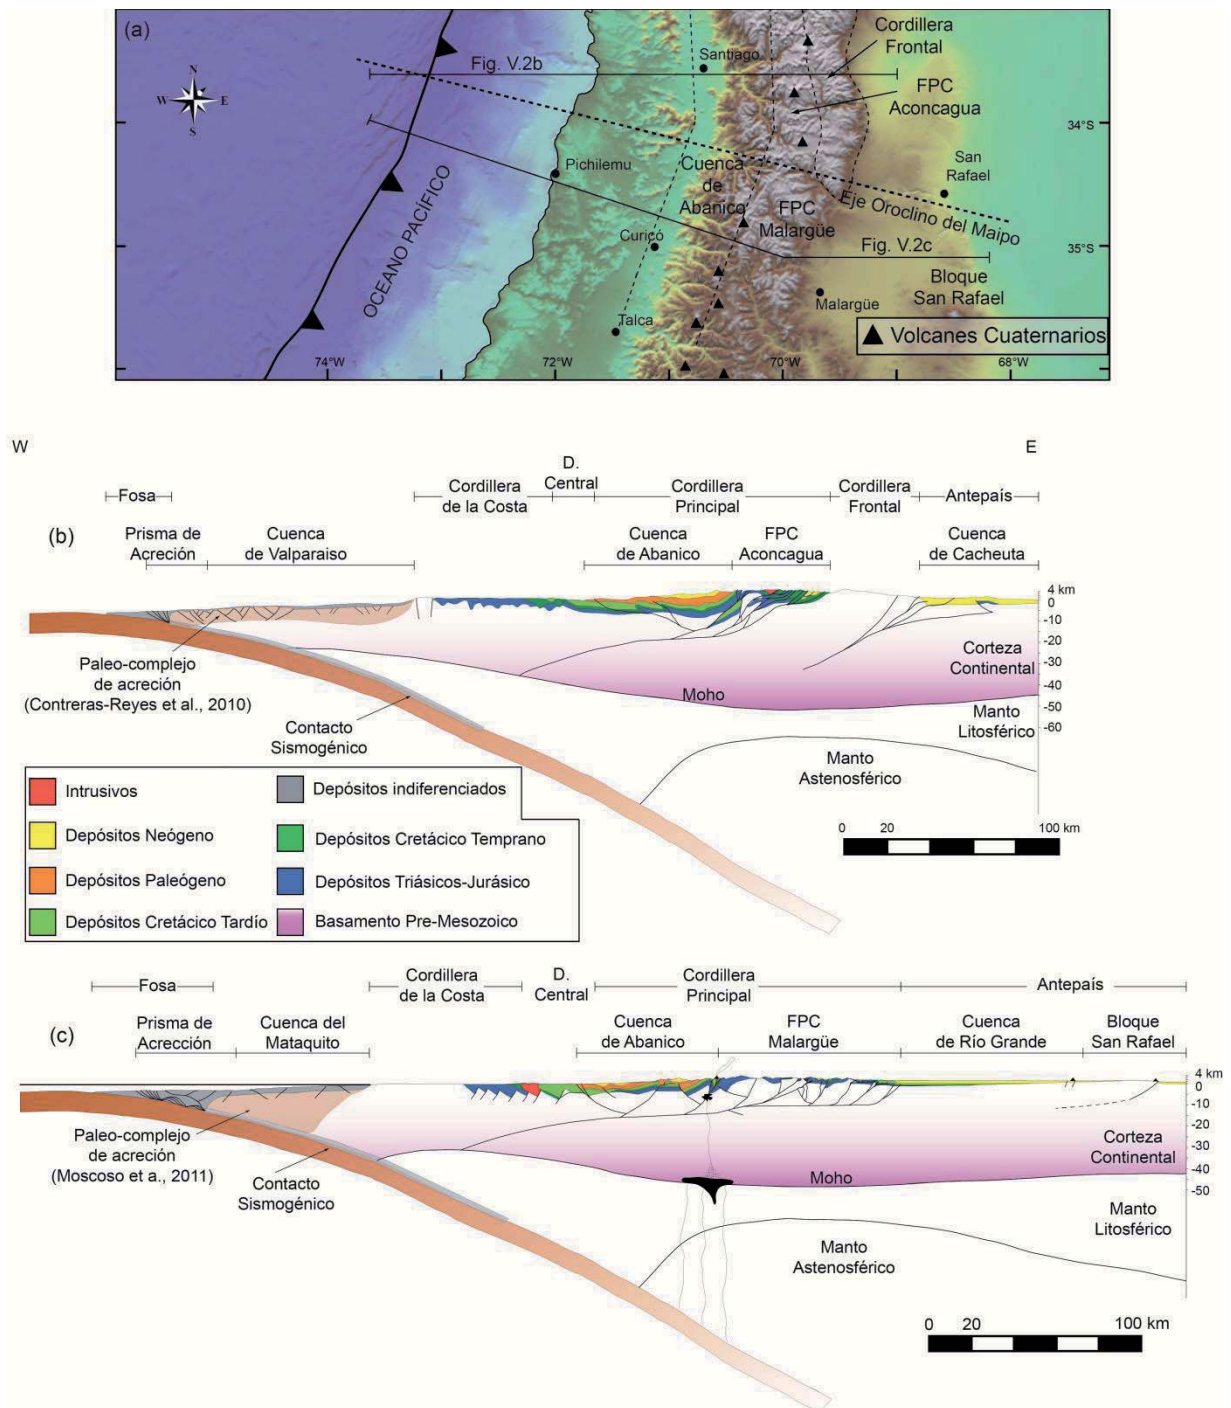 (a)
N
W
E
S
Fig. V.2b
Santiago
Cordillera
Frontal
FPC
Aconcagua
34°S
Pichilemu
Cuenca
de
Abanico
San
Rafael
FPC
Malargüe
Eje Oroclino del Maipo
OCEANO PACÍFICO
Curicó
Fig. V.2c
35°S
Bloque
San Rafael
Malargüe
Talca
Volcanes Cuaternarios
74°W
72°W
70°W
68°W
W
E
Fosa
Cordillera
de la Costa
D.
Central
Cordillera
Principal
Cordillera
Frontal
Antepaís
(b)
Prisma de
Acreción
Cuenca
de Valparaiso
Cuenca
de Abanico
FPC
Aconcagua
Cuenca
de Cacheuta
4 km
0
-10
-20
-30
-40
-50
-60
Paleo-complejo
de acreción
(Contreras-Reyes et al., 2010)
Contacto
Sismogénico
Moho
Corteza
Continental
Manto
Litosférico
Manto
Astenosférico
Intrusivos
Depósitos Neógeno
Depósitos Paleógeno
Depósitos Cretácico Tardío
Depósitos indiferenciados
Depósitos Cretácico Temprano
Depósitos Triásicos-Jurásico
Basamento Pre-Mesozoico
0 20 100 km
Fosa
Cordillera
de la Costa
D.
Central
Cordillera
Principal
Antepaís
(c)
Prisma de
Acrección
Cuenca del
Mataquito
Cuenca
de Abanico
FPC
Malargüe
Cuenca
de Río Grande
Bloque
San Rafael
4 km
0
-10
-20
-30
-40
-50
Paleo-complejo
de acreción
(Moscoso et a., 2011)
Contacto
Sismogénico
Moho
Corteza
Continental
Manto
Litosférico
Manto
Astenosférico
0 20 100 km